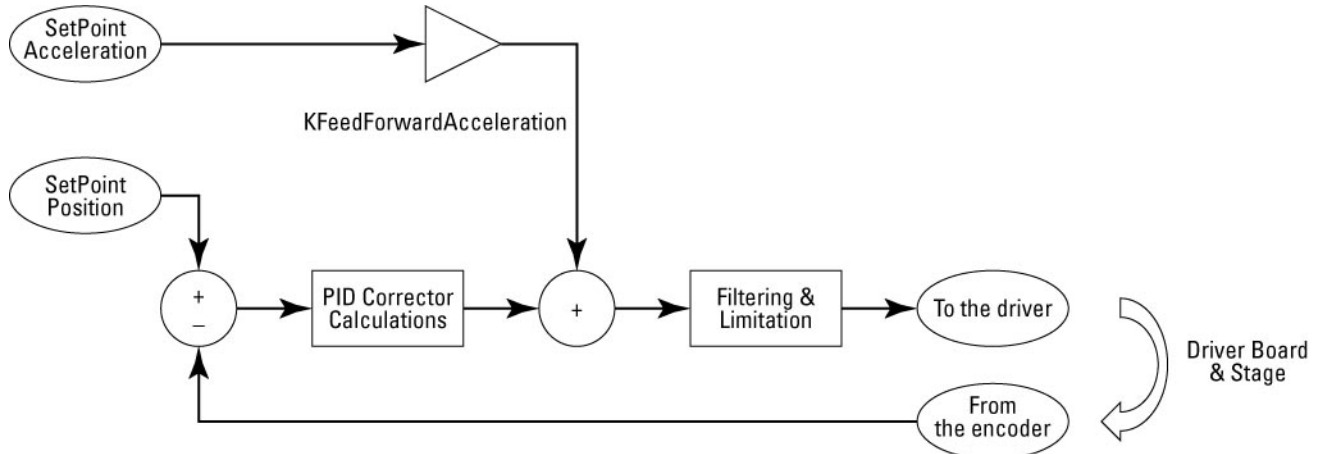 SetPoint
Acceleration
KFeedForwardAcceleration
SetPoint
Position
+
–
PID Corrector
Calculations
+
Filtering &
Limitation
To the driver
Driver Board
& Stage
From
the encoder